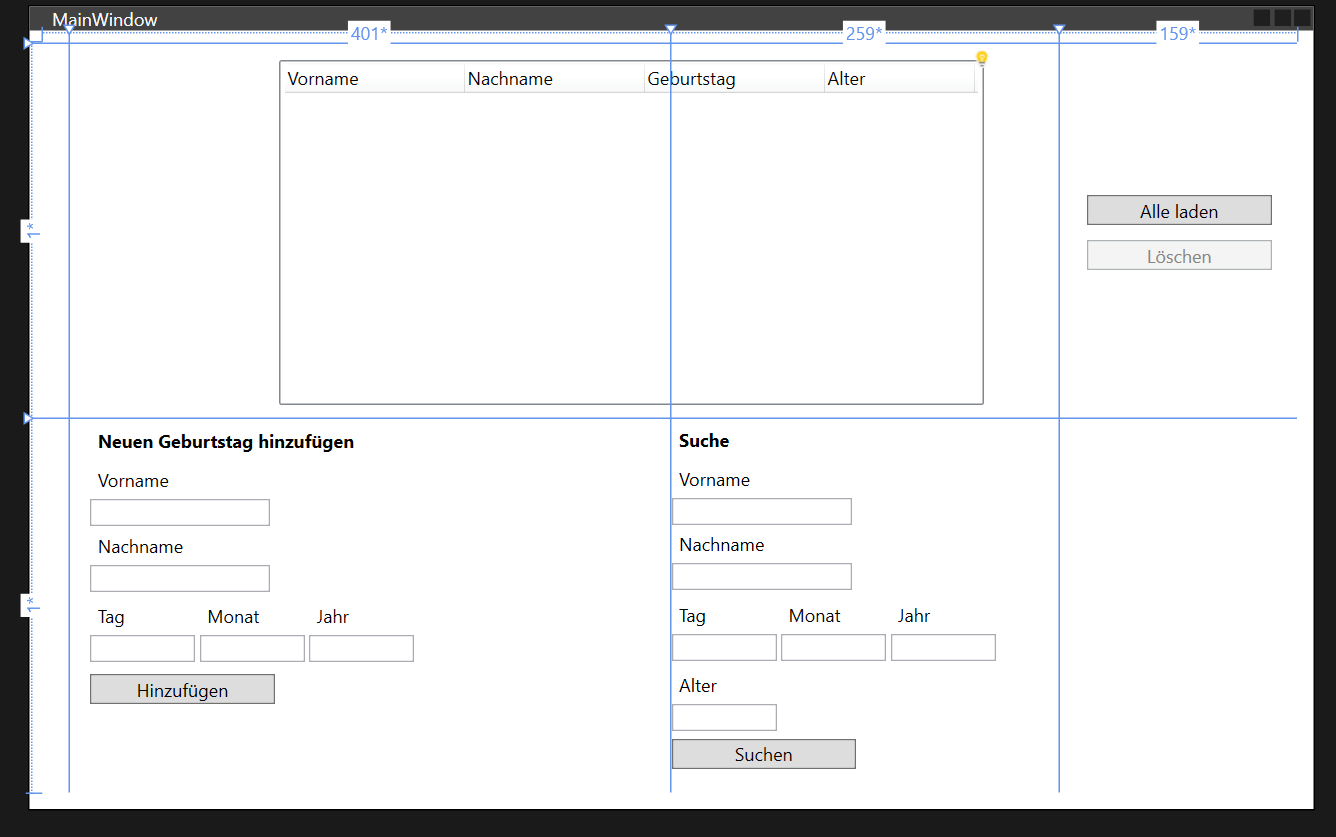 MainWindow
401* 259* 159*
Vorname Nachname Geburtstag Alter
1*
Alle laden
Löschen
Neuen Geburtstag hinzufügen
Vorname
Nachname
Tag Monat Jahr
Hinzufügen
Suche
Vorname
Nachname
Tag Monat Jahr
Alter
Suchen
1*